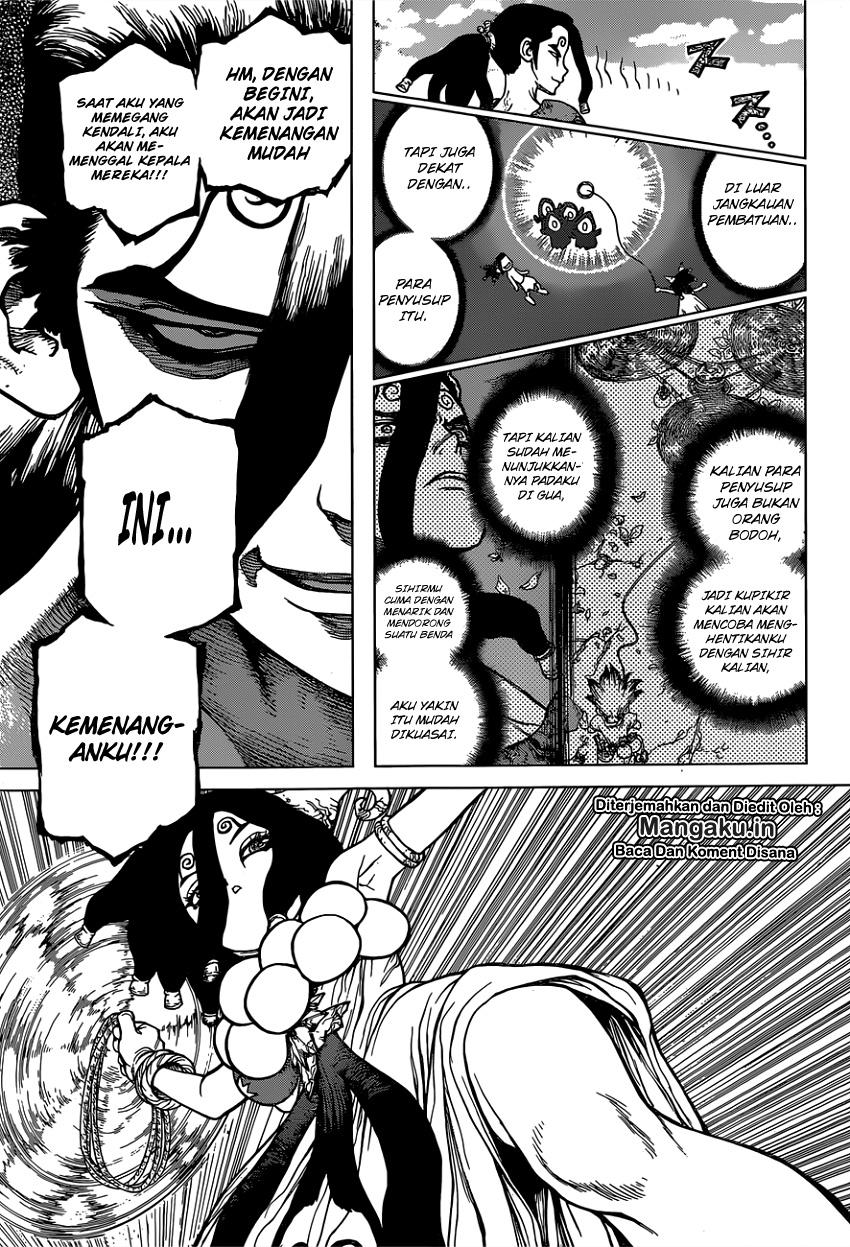 ズ
ズ...
DI LUAR
JANGKAUAN
PEMBATUAN..
TAPI JUGA
DEKAT
DENGAN..
PARA
PENYUSUP
ITU.
KALIAN PARA
PENYUSUP
JUGA BUKAN
ORANG
BODOH,
JADI KUPIKIR
KALIAN AKAN
MENCOBA MENG-
HENTIKANKU
DENGAN SIHIR
KALIAN,
TAPI KALIAN
SUDAH ME-
NUNJUKKAN-
NYA PADAKU
DI GUA,
SIHIRMU
CUMA DENGAN
MENARIK DAN
MENDORONG
SUATU BENDA
AKU YAKIN
ITU MUDAH
DIKUASAI.
HM, DENGAN
BEGINI,
AKAN JADI
KEMENANGAN
MUDAH
SAAT AKU YANG
MEMEGANG
KENDALI, AKU
AKAN ME-
MENGGAL KEPALA
MEREKA!!!
INI...
KEMENANG-
ANKU!!!
Diterjemahkan dan Diedit Oleh :
Mangaku.in
Baca Dan Koment Disana